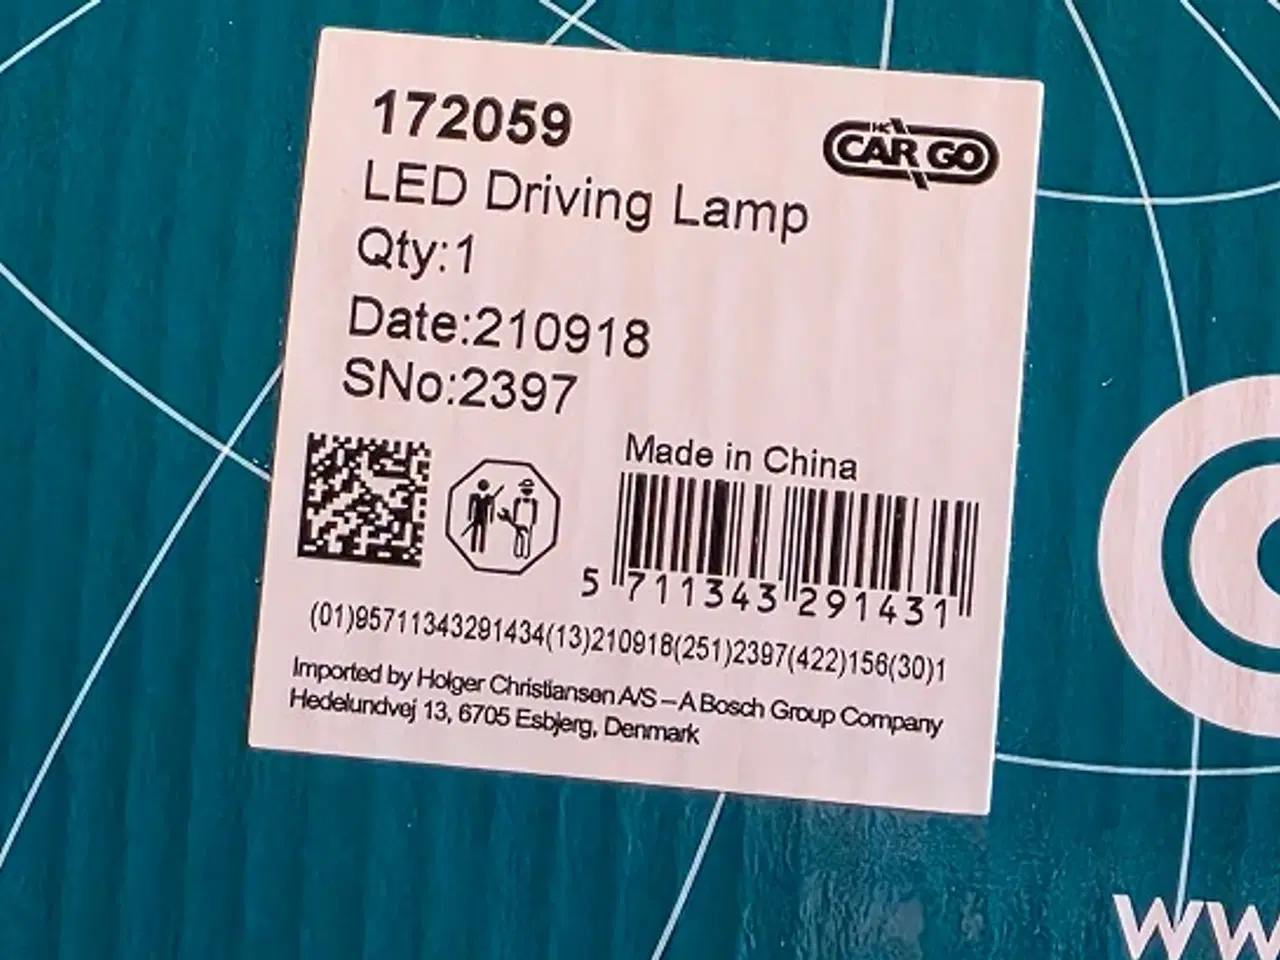 172059
HC
CAR GO
LED Driving Lamp
Qty:1
Date:210918
SNo:2397
Made in China
5 711343 291431
(01)95711343291434(13)210918(251)2397(422)156(30)1
Imported by Holger Christiansen A/S – A Bosch Group Company
Hedelundvej 13, 6705 Esbjerg, Denmark